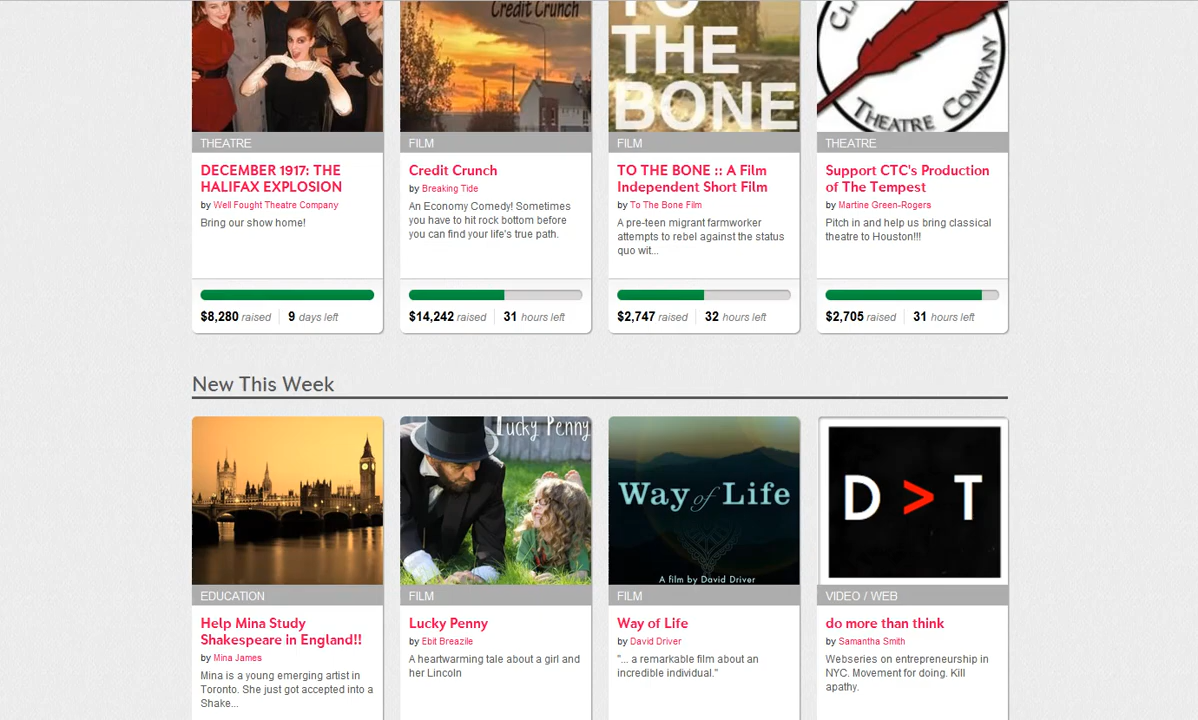 Credit Crunch
TO
THE
BONE
THEATRE COMPANY
THEATRE
FILM
FILM
THEATRE
DECEMBER 1917: THE
HALIFAX EXPLOSION
by Well Fought Theatre Company
Bring our show home!
Credit Crunch
by Breaking Tide
An Economy Comedy! Sometimes
you have to hit rock bottom before
you can find your life's true path.
TO THE BONE :: A Film
Independent Short Film
by To The Bone Film
A pre-teen migrant farmworker
attempts to rebel against the status
quo wit...
Support CTC's Production
of The Tempest
by Martine Green-Rogers
Pitch in and help us bring classical
theatre to Houston!!!
$8,280 raised 9 days left
$14,242 raised 31 hours left
$2,747 raised 32 hours left
$2,705 raised 31 hours left
New This Week
Lucky Penny
Way of Life
A film by David Driver
D > T
EDUCATION
FILM
FILM
VIDEO / WEB
Help Mina Study
Shakespeare in England!!
by Mina James
Mina is a young emerging artist in
Toronto. She just got accepted into a
Shake...
Lucky Penny
by Ebit Breazile
A heartwarming tale about a girl and
her Lincoln
Way of Life
by David Driver
"... a remarkable film about an
incredible individual."
do more than think
by Samantha Smith
Webseries on entrepreneurship in
NYC. Movement for doing. Kill
apathy.